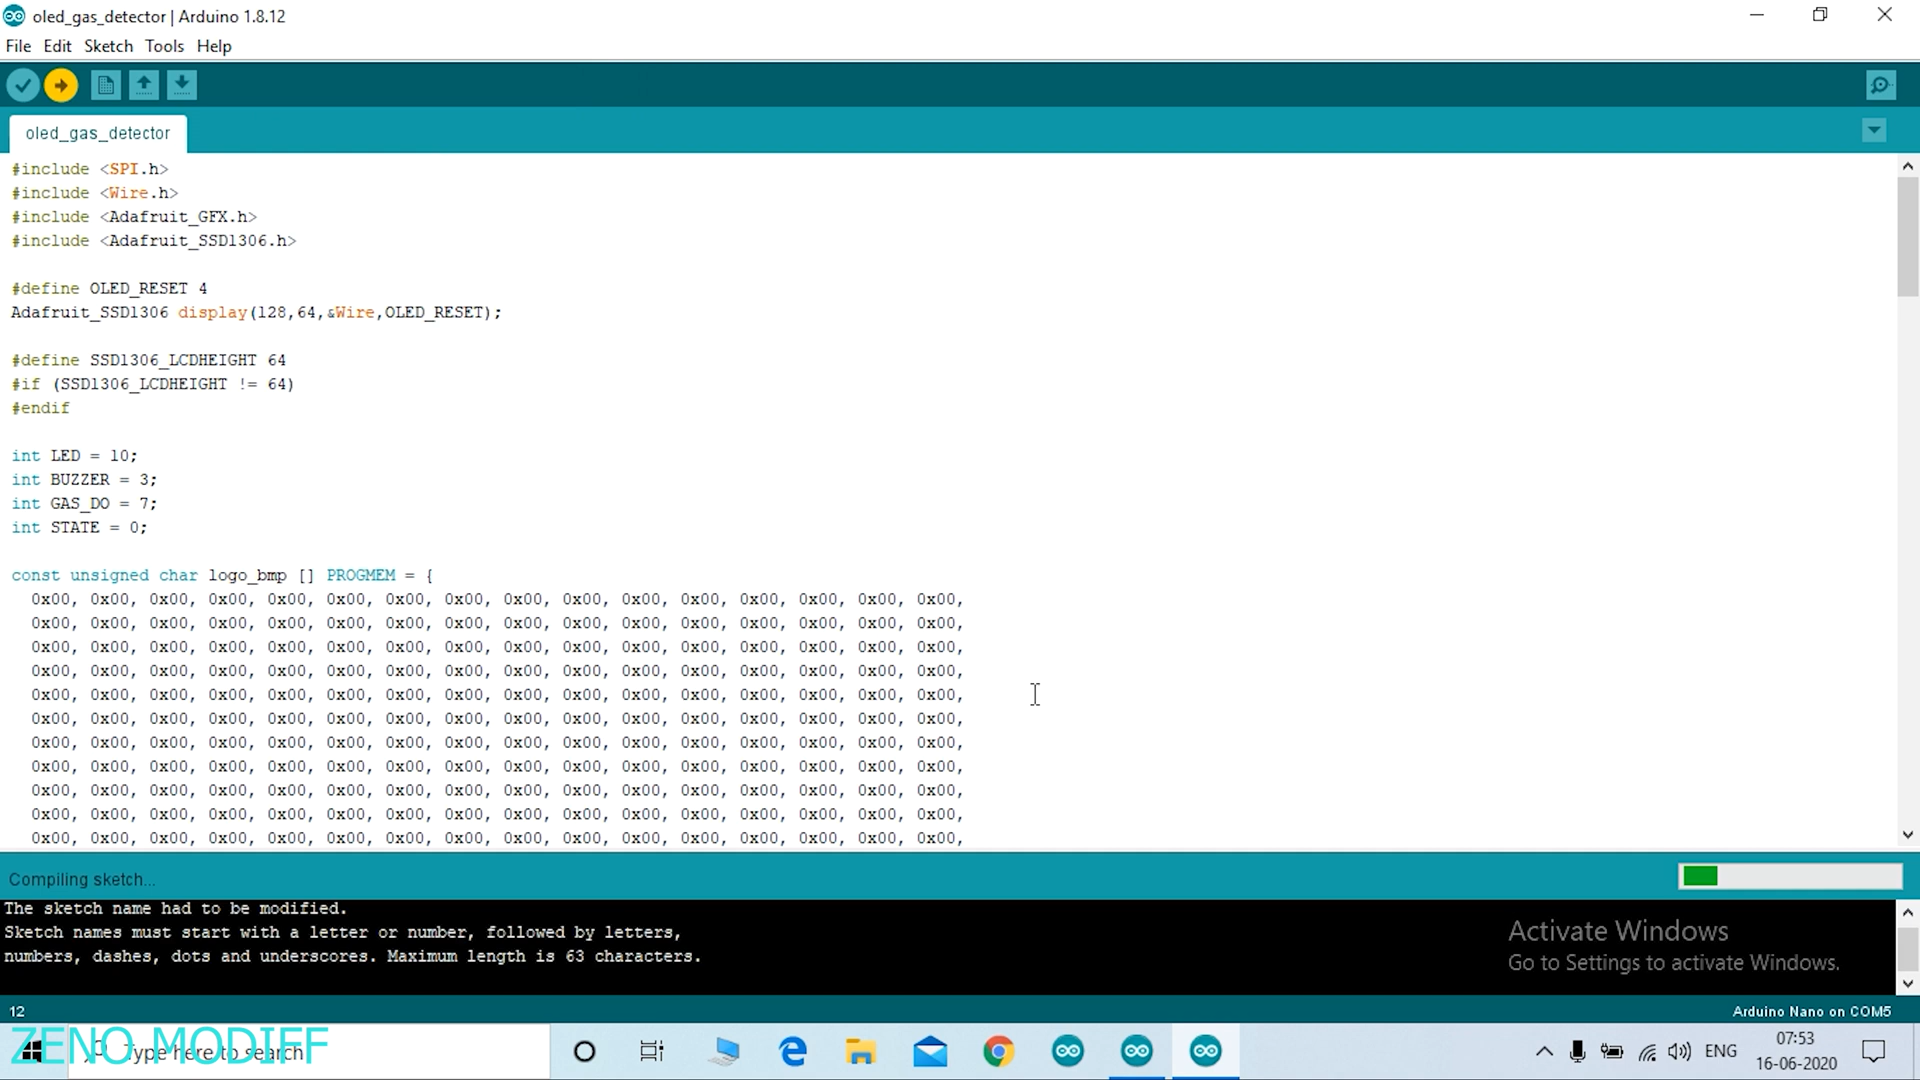 oled_gas_detector | Arduino 1.8.12
File Edit Sketch Tools Help
oled_gas_detector
#include <SPI.h>
#include <Wire.h>
#include <Adafruit_GFX.h>
#include <Adafruit_SSD1306.h>
#define OLED_RESET 4
Adafruit_SSD1306 display(128,64,&Wire,OLED_RESET);
#define SSD1306_LCDHEIGHT 64
#if (SSD1306_LCDHEIGHT != 64)
#endif
int LED = 10;
int BUZZER = 3;
int GAS_DO = 7;
int STATE = 0;
const unsigned char logo_bmp [] PROGMEM = {
0x00, 0x00, 0x00, 0x00, 0x00, 0x00, 0x00, 0x00, 0x00, 0x00, 0x00, 0x00, 0x00, 0x00, 0x00, 0x00,
0x00, 0x00, 0x00, 0x00, 0x00, 0x00, 0x00, 0x00, 0x00, 0x00, 0x00, 0x00, 0x00, 0x00, 0x00, 0x00,
0x00, 0x00, 0x00, 0x00, 0x00, 0x00, 0x00, 0x00, 0x00, 0x00, 0x00, 0x00, 0x00, 0x00, 0x00, 0x00,
0x00, 0x00, 0x00, 0x00, 0x00, 0x00, 0x00, 0x00, 0x00, 0x00, 0x00, 0x00, 0x00, 0x00, 0x00, 0x00,
0x00, 0x00, 0x00, 0x00, 0x00, 0x00, 0x00, 0x00, 0x00, 0x00, 0x00, 0x00, 0x00, 0x00, 0x00, 0x00,
0x00, 0x00, 0x00, 0x00, 0x00, 0x00, 0x00, 0x00, 0x00, 0x00, 0x00, 0x00, 0x00, 0x00, 0x00, 0x00,
0x00, 0x00, 0x00, 0x00, 0x00, 0x00, 0x00, 0x00, 0x00, 0x00, 0x00, 0x00, 0x00, 0x00, 0x00, 0x00,
0x00, 0x00, 0x00, 0x00, 0x00, 0x00, 0x00, 0x00, 0x00, 0x00, 0x00, 0x00, 0x00, 0x00, 0x00, 0x00,
0x00, 0x00, 0x00, 0x00, 0x00, 0x00, 0x00, 0x00, 0x00, 0x00, 0x00, 0x00, 0x00, 0x00, 0x00, 0x00,
0x00, 0x00, 0x00, 0x00, 0x00, 0x00, 0x00, 0x00, 0x00, 0x00, 0x00, 0x00, 0x00, 0x00, 0x00, 0x00,
0x00, 0x00, 0x00, 0x00, 0x00, 0x00, 0x00, 0x00, 0x00, 0x00, 0x00, 0x00, 0x00, 0x00, 0x00, 0x00,
Compiling sketch...
The sketch name had to be modified.
Sketch names must start with a letter or number, followed by letters,
numbers, dashes, dots and underscores. Maximum length is 63 characters.
Activate Windows
Go to Settings to activate Windows.
12
Arduino Nano on COM5
ZENO MODIFF
Type here to search
ENG
07:53
16-06-2020